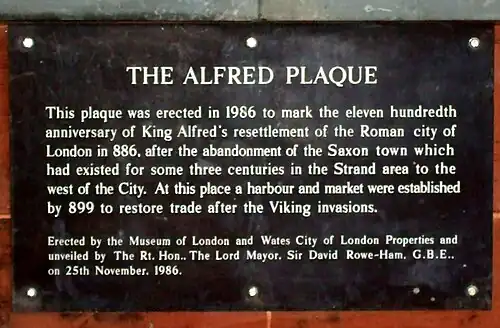 THE ALFRED PLAQUE
This plaque was erected in 1986 to mark the eleven hundredth
anniversary of King Alfred's resettlement of the Roman city of
London in 886, after the abandonment of the Saxon town which
had existed for some three centuries in the Strand area to the
west of the City. At this place a harbour and market were established
by 899 to restore trade after the Viking invasions.
Erected by the Museum of London and Wates City of London Properties and
unveiled by The Rt. Hon., The Lord Mayor, Sir David Rowe-Ham, G.B.E.,
on 25th November, 1986.